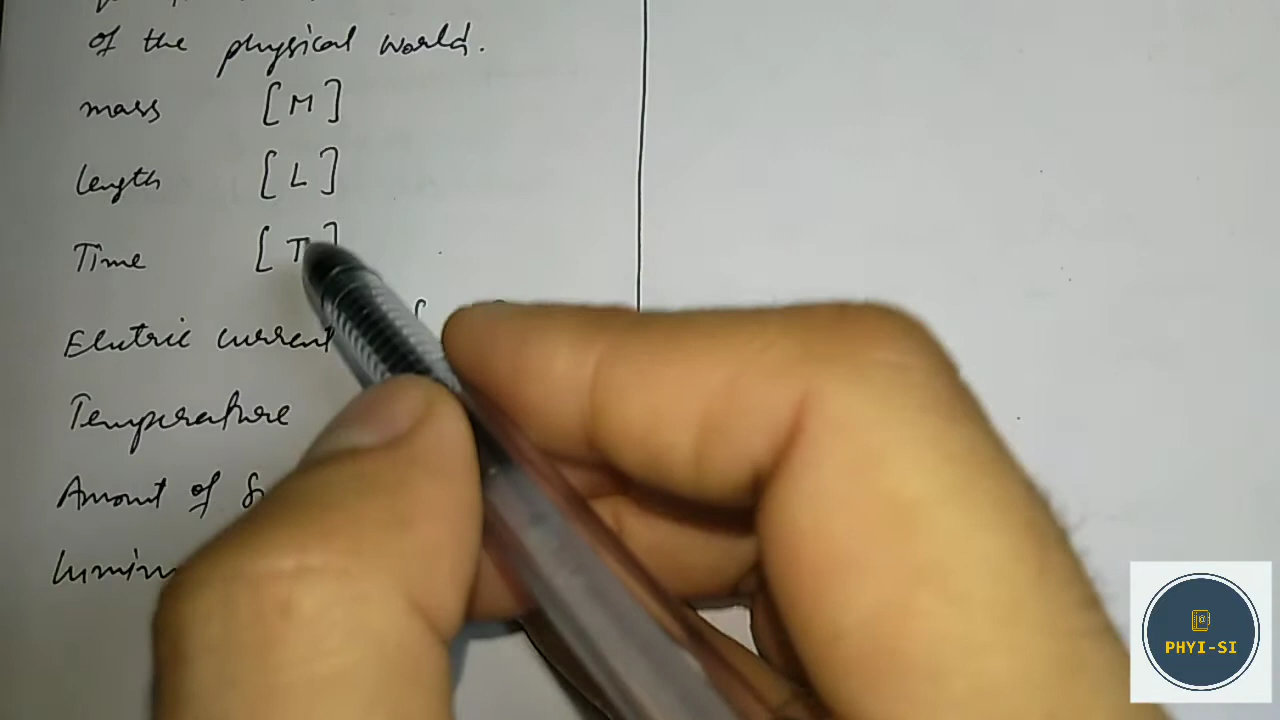 of the physical world.
mass [M]
length [L]
Time [T]
Electric current
Temperature
Amount of
PHYI-SI